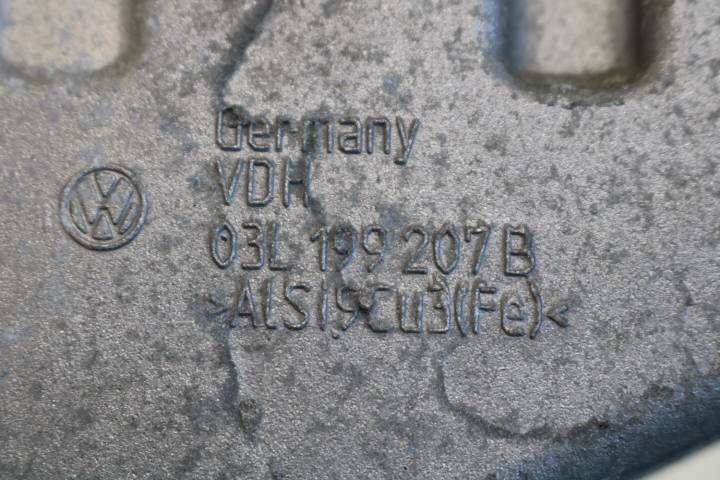 Germany
VDH
03L 199 207 B
>AlSi9Cu3(Fe)<